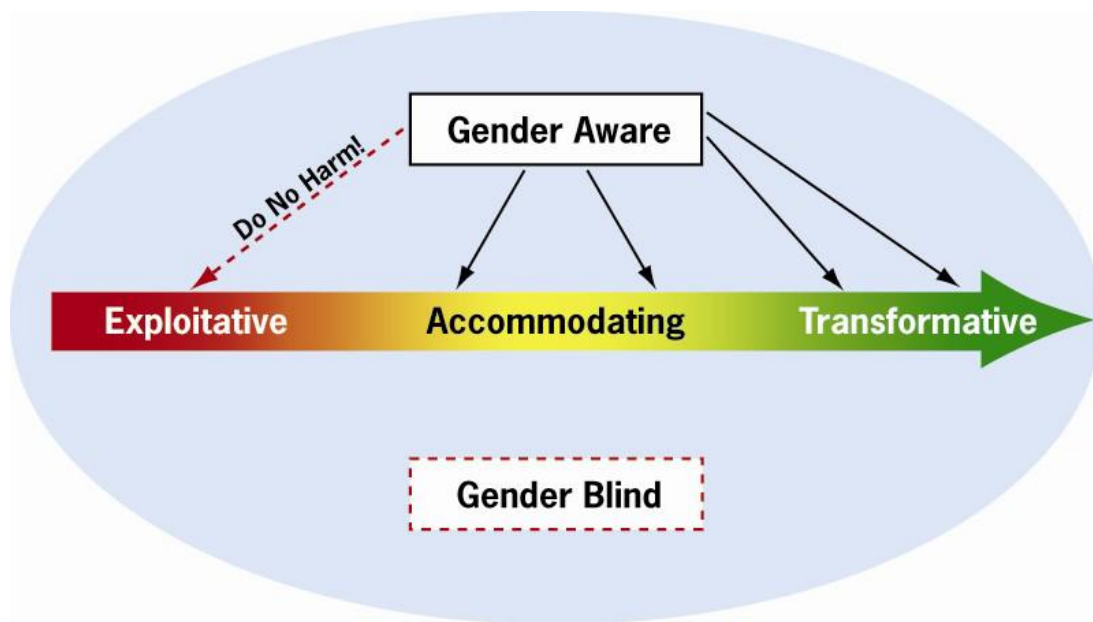 Gender Aware
Do No Harm!
Exploitative
Accommodating
Transformative
Gender Blind